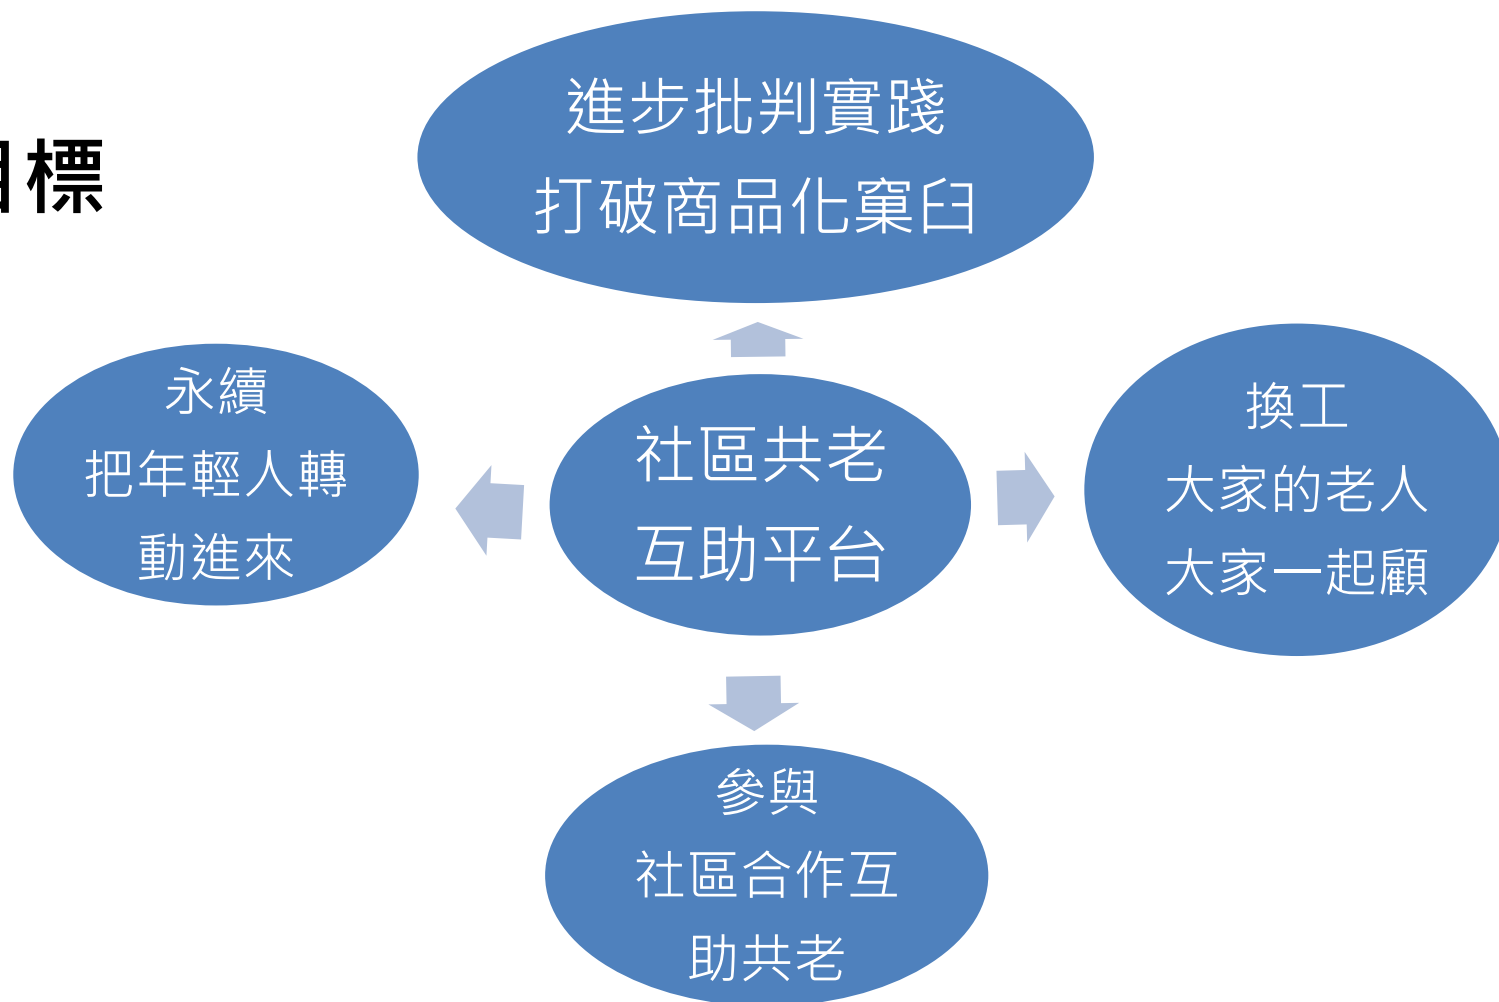 目標
進步批判實踐
打破商品化窠臼
永續
把年輕人轉
動進來
社區共老
互助平台
換工
大家的老人
大家一起顧
參與
社區合作互
助共老